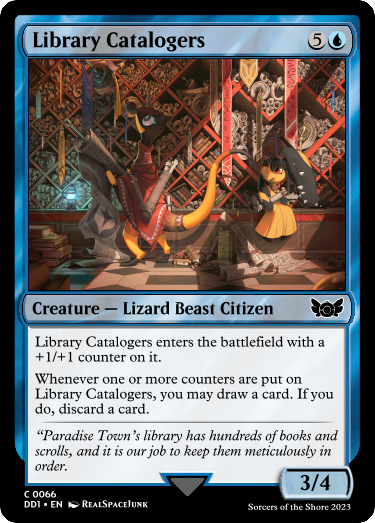 Library Catalogers 5
Creature — Lizard Beast Citizen
Library Catalogers enters the battlefield with a
+1/+1 counter on it.
Whenever one or more counters are put on
Library Catalogers, you may draw a card. If you
do, discard a card.
“Paradise Town's library has hundreds of books and
scrolls, and it is our job to keep them meticulously in
order.
3/4
C 0066
DD1 • EN RealSpaceJunk
Sorcers of the Shore 2023